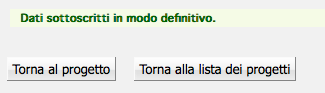 Dati sottoscritti in modo definitivo.
Torna al progetto Torna alla lista dei progetti